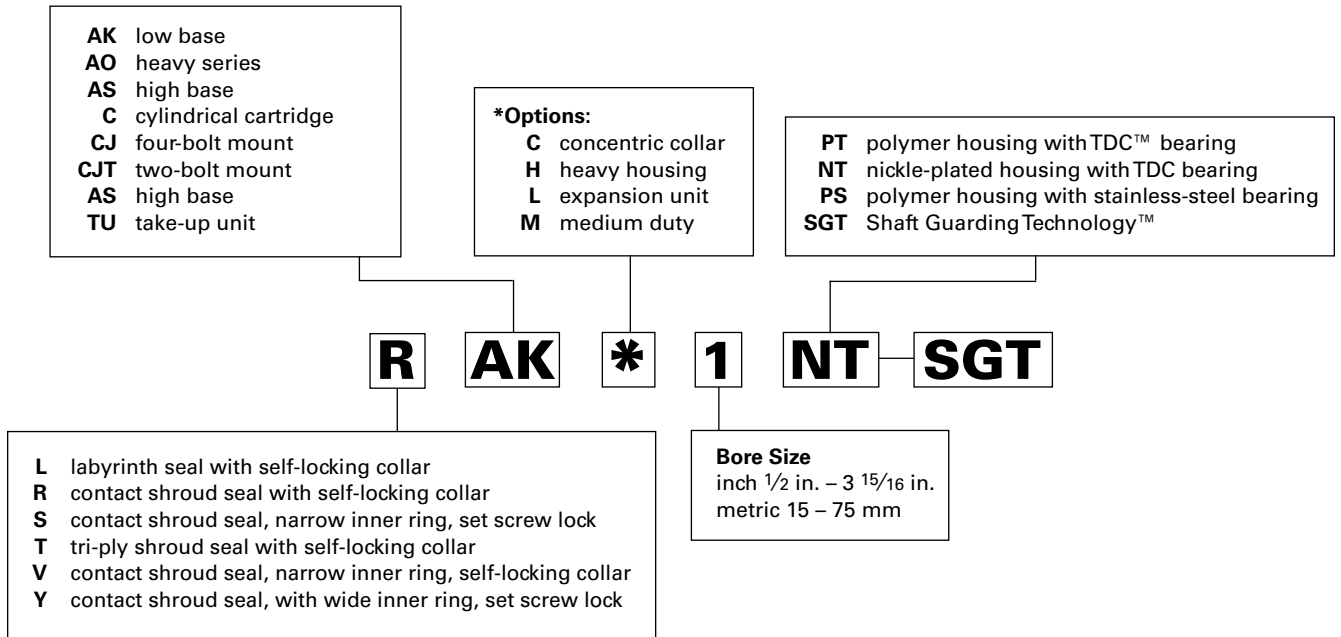 AK low base
AO heavy series
AS high base
C cylindrical cartridge
CJ four-bolt mount
CJT two-bolt mount
AS high base
TU take-up unit
*Options:
C concentric collar
H heavy housing
L expansion unit
M medium duty
PT polymer housing with TDC™ bearing
NT nickle-plated housing with TDC bearing
PS polymer housing with stainless-steel bearing
SGT Shaft Guarding Technology™
R AK * 1 NT SGT
L labyrinth seal with self-locking collar
R contact shroud seal with self-locking collar
S contact shroud seal, narrow inner ring, set screw lock
T tri-ply shroud seal with self-locking collar
V contact shroud seal, narrow inner ring, self-locking collar
Y contact shroud seal, with wide inner ring, set screw lock
Bore Size
inch 1/2 in. – 3 15/16 in.
metric 15 – 75 mm